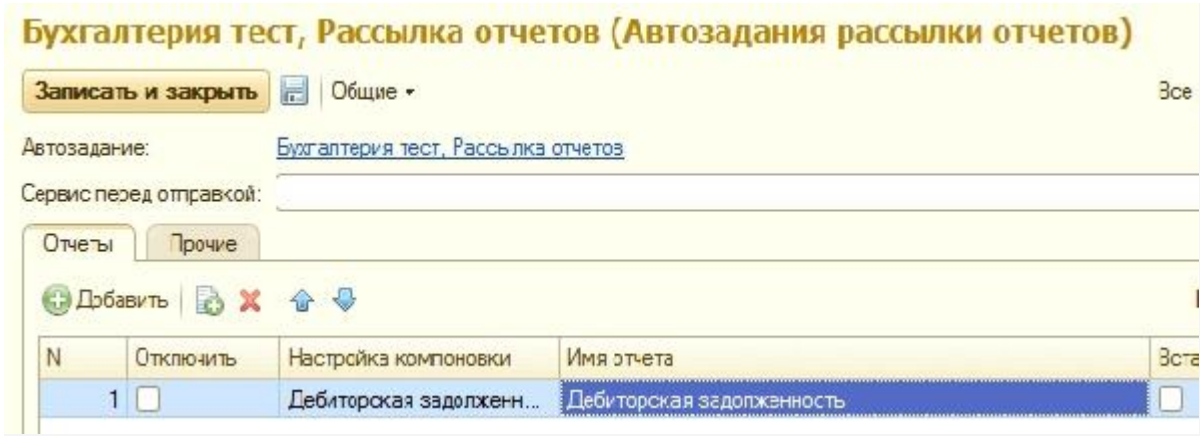 Бухгалтерия тест, Рассылка отчетов (Автозадания рассылки отчетов)
Записать и закрыть Общие Все
Автозадание: Бухгалтерия тест, Рассылка отчетов
Сервис перед отправкой:
Отчеты Прочие
Добавить
N Отключить Настройка компоновки Имя отчета Вста
1 Дебиторская задолженн... Дебиторская задолженность